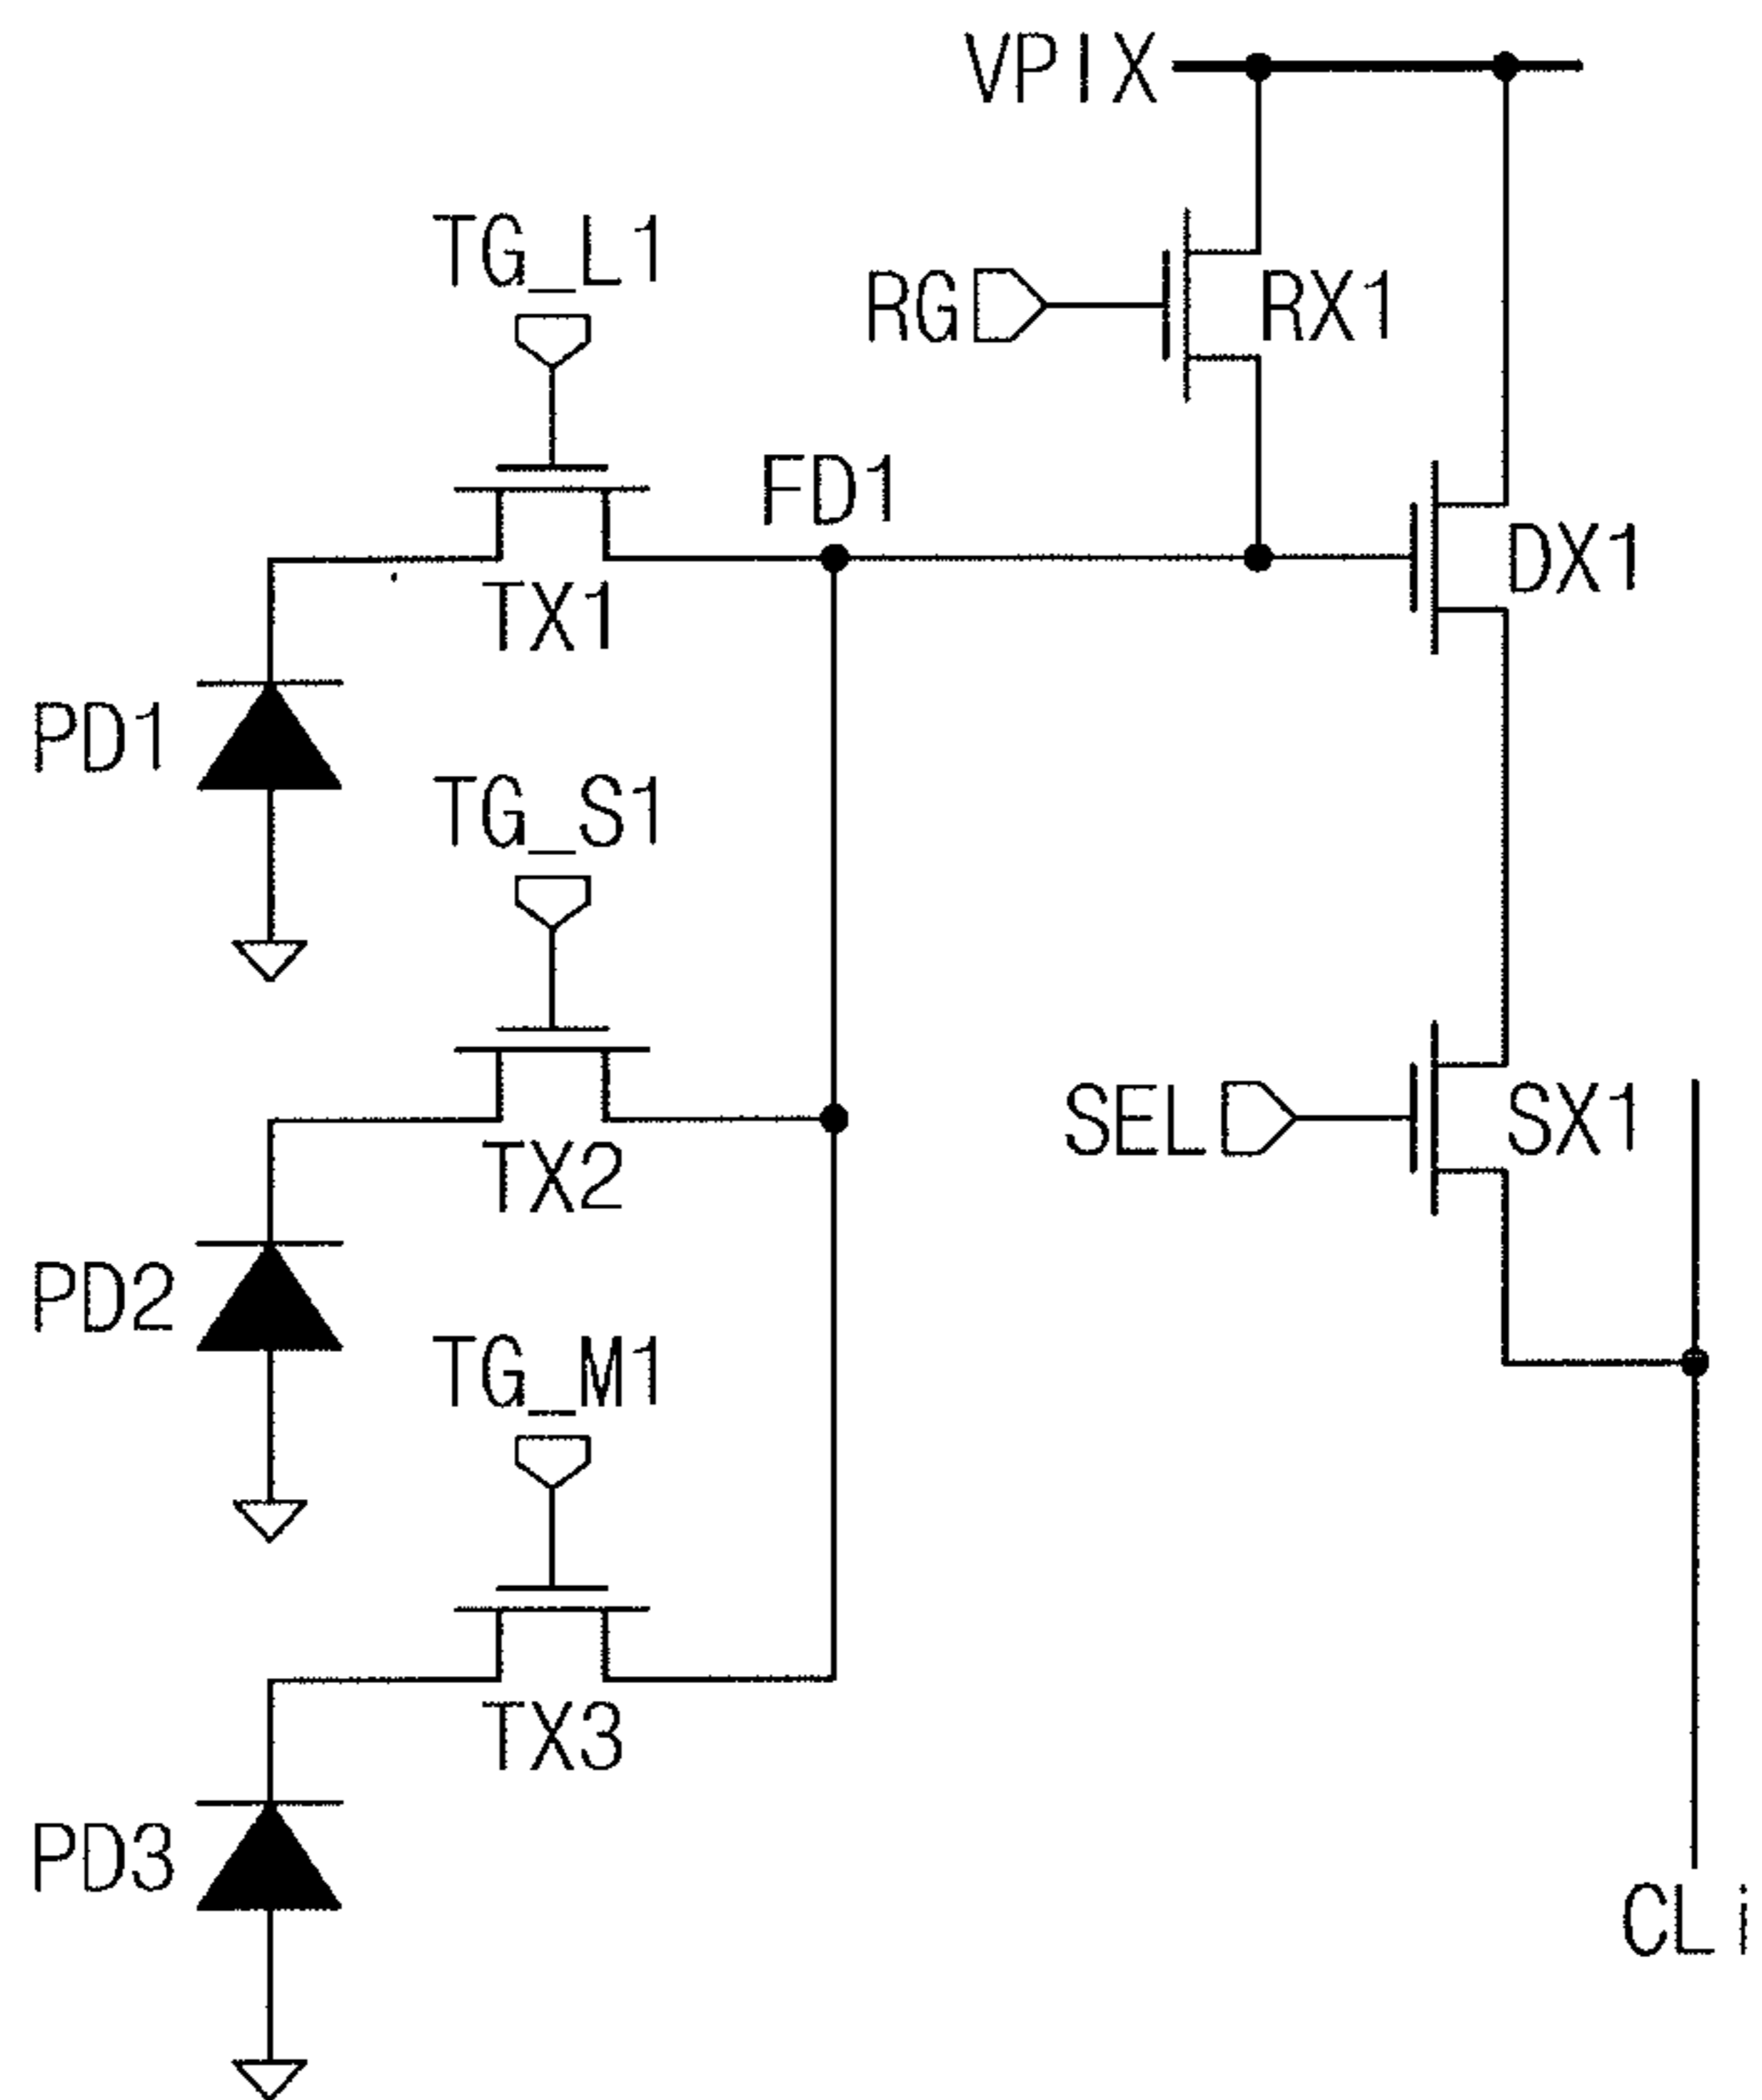 VPIX
TG_L1
RG
RX1
FD1
DX1
TX1
PD1
TG_S1
SEL
SX1
TX2
PD2
TG_M1
TX3
PD3
CLi